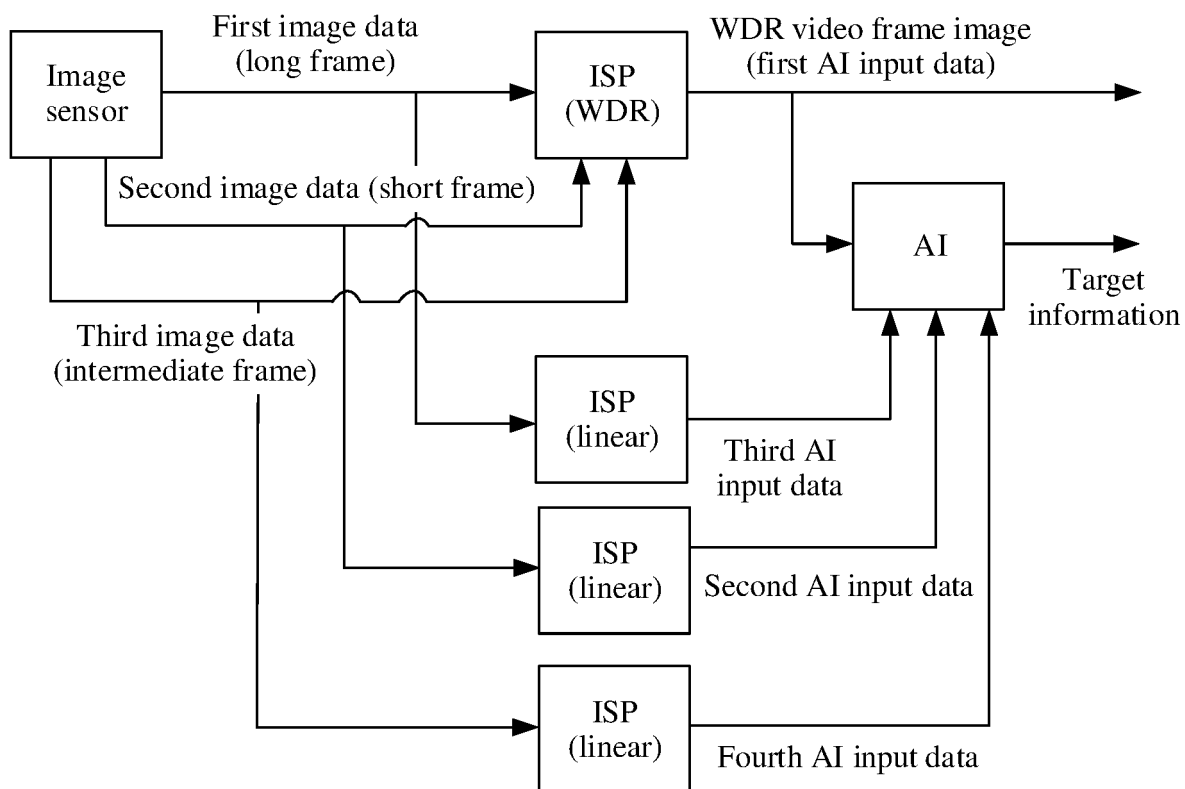 First image data
(long frame)
WDR video frame image
(first AI input data)
Image
sensor
ISP
(WDR)
Second image data (short frame)
AI
Target
information
Third image data
(intermediate frame)
ISP
(linear)
Third AI
input data
ISP
(linear)
Second AI input data
ISP
(linear)
Fourth AI input data